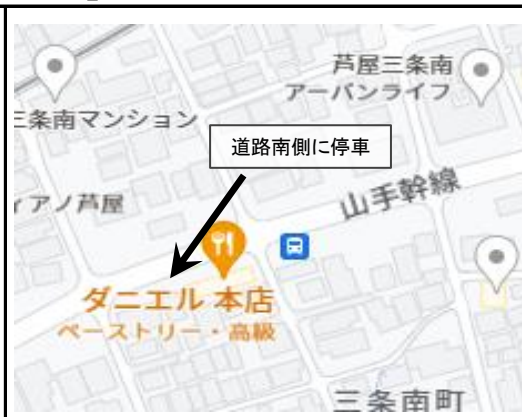 芦屋三条南
アーバンライフ
三条南マンション
道路南側に停車
ィアノ芦屋
山手幹線
ダニエル 本店
ペーストリー・高級
三条南町